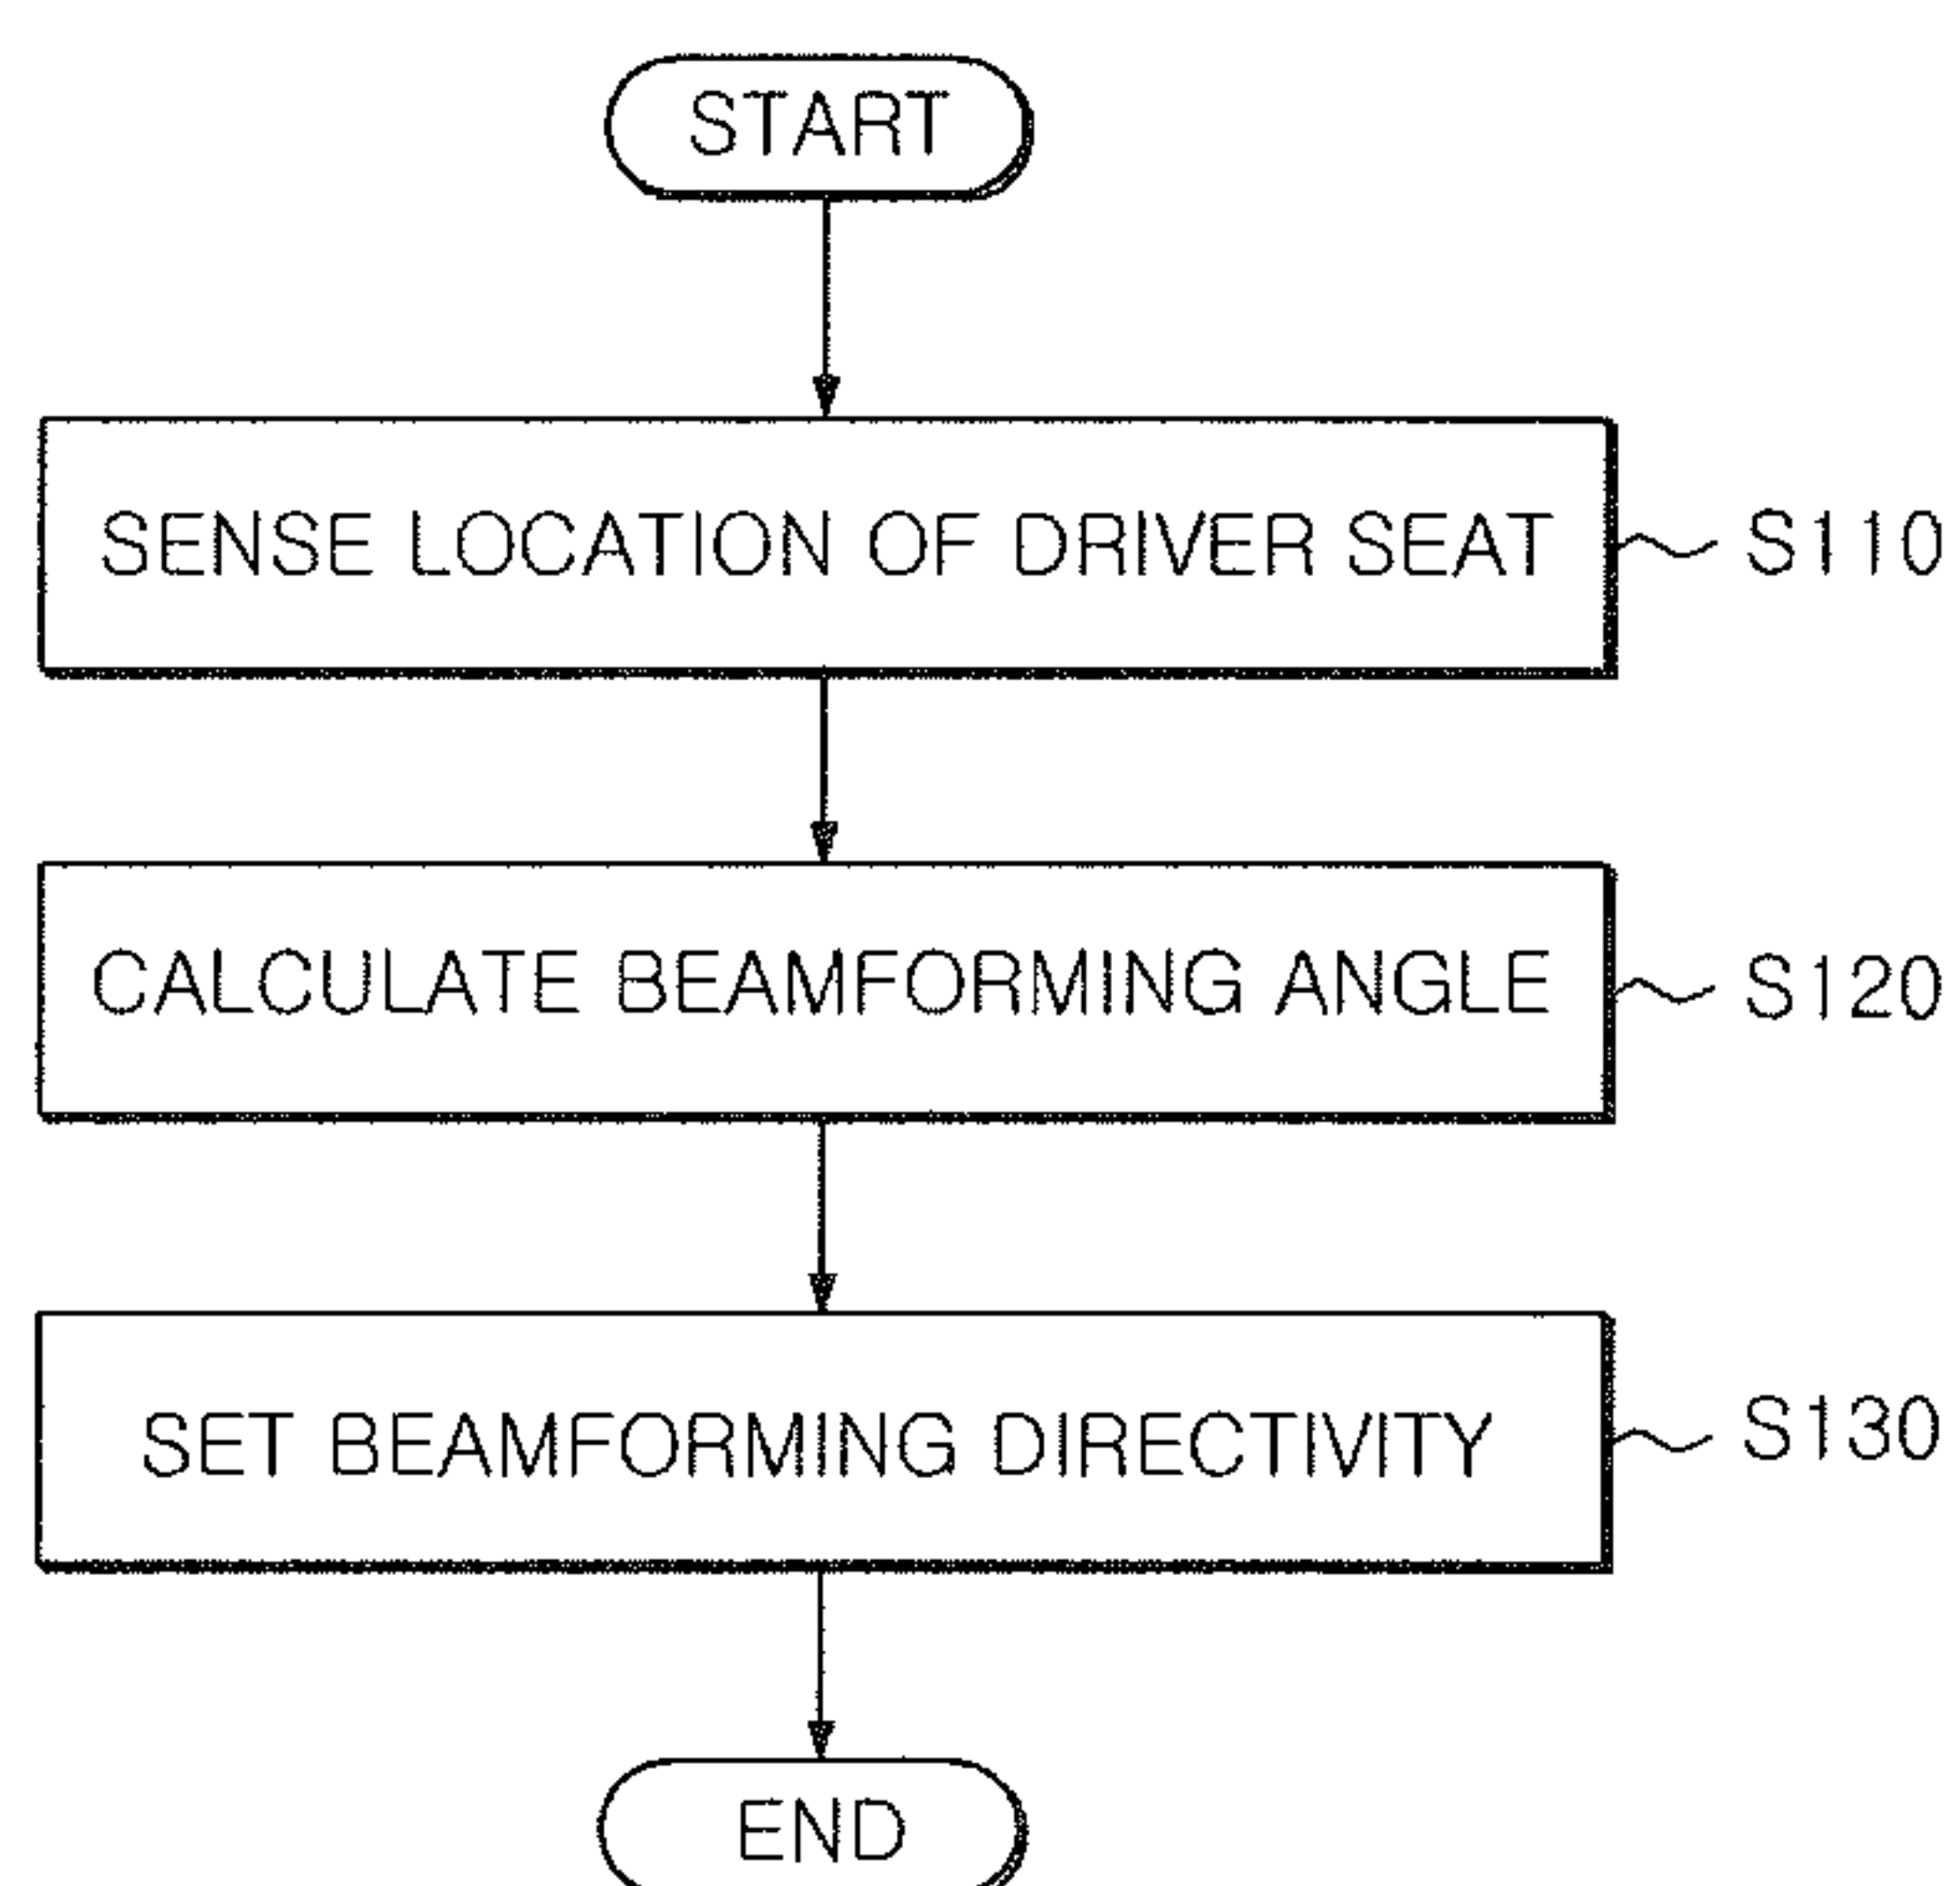 START
SENSE LOCATION OF DRIVER SEAT
S110
CALCULATE BEAMFORMING ANGLE
S120
SET BEAMFORMING DIRECTIVITY
S130
END